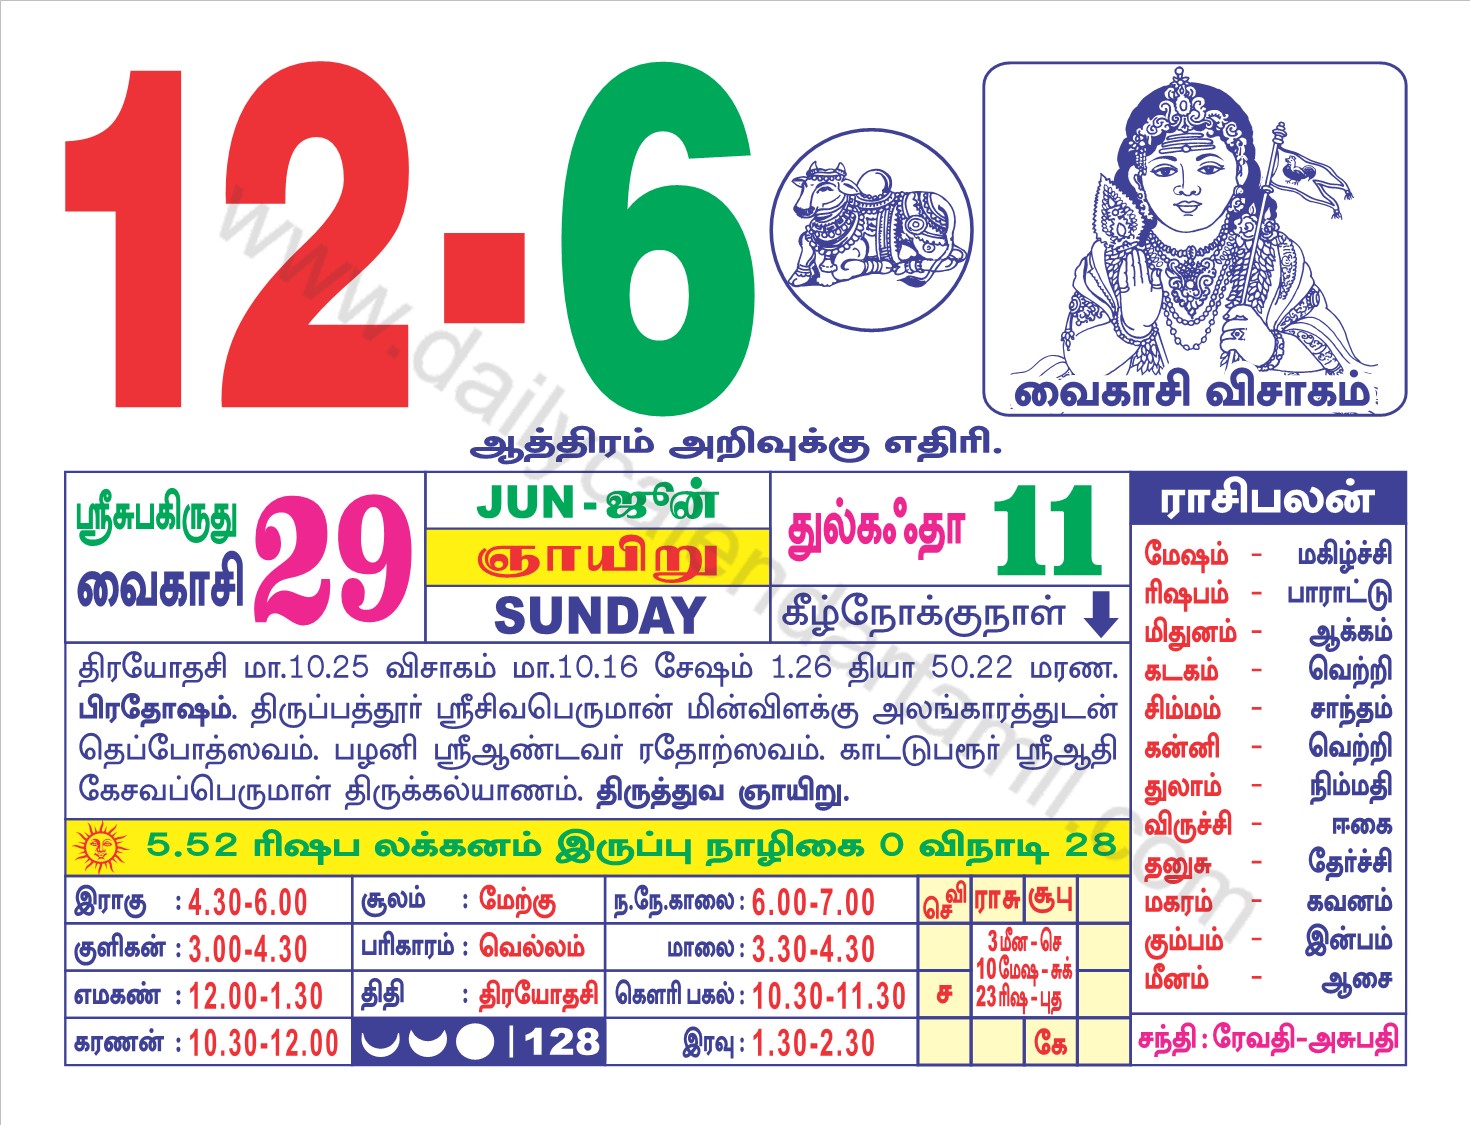 12-6
வைகாசி விசாகம்
ஆத்திரம் அறிவுக்கு எதிரி.
ஸ்ரீசுபகிருது
வைகாசி 29
JUN - ஜூன்
ஞாயிறு
SUNDAY
துல்கஃதா 11
கீழ்நோக்குநாள்
திரயோதசி மா.10.25 விசாகம் மா.10.16 சேஷம் 1.26 தியா 50.22 மரண.
பிரதோஷம். திருப்பத்தூர் ஸ்ரீசிவபெருமான் மின்விளக்கு அலங்காரத்துடன்
தெப்போத்ஸவம். பழனி ஸ்ரீஆண்டவர் ரதோற்ஸவம். காட்டுபரூர் ஸ்ரீஆதி
கேசவப்பெருமாள் திருக்கல்யாணம். திருத்துவ ஞாயிறு.
5.52 ரிஷப லக்கனம் இருப்பு நாழிகை 0 விநாடி 28
இராகு : 4.30-6.00
குளிகன் : 3.00-4.30
எமகண் : 12.00-1.30
கரணன் : 10.30-12.00
சூலம் : மேற்கு
பரிகாரம் : வெல்லம்
திதி : திரயோதசி
|128
ந.நே.காலை : 6.00-7.00
மாலை : 3.30-4.30
கௌரி பகல் : 10.30-11.30
இரவு : 1.30-2.30
செவி ராசு சூபு
3 மீன - செ
10 மேஷ - சுக்
23 ரிஷ - புத
ச
கே
ராசிபலன்
மேஷம் - மகிழ்ச்சி
ரிஷபம் - பாராட்டு
மிதுனம் - ஆக்கம்
கடகம் - வெற்றி
சிம்மம் - சாந்தம்
கன்னி - வெற்றி
துலாம் - நிம்மதி
விருச்சி - ஈகை
தனுசு - தேர்ச்சி
மகரம் - கவனம்
கும்பம் - இன்பம்
மீனம் - ஆசை
சந்தி : ரேவதி-அசுபதி
www.dailycalendartamil.com